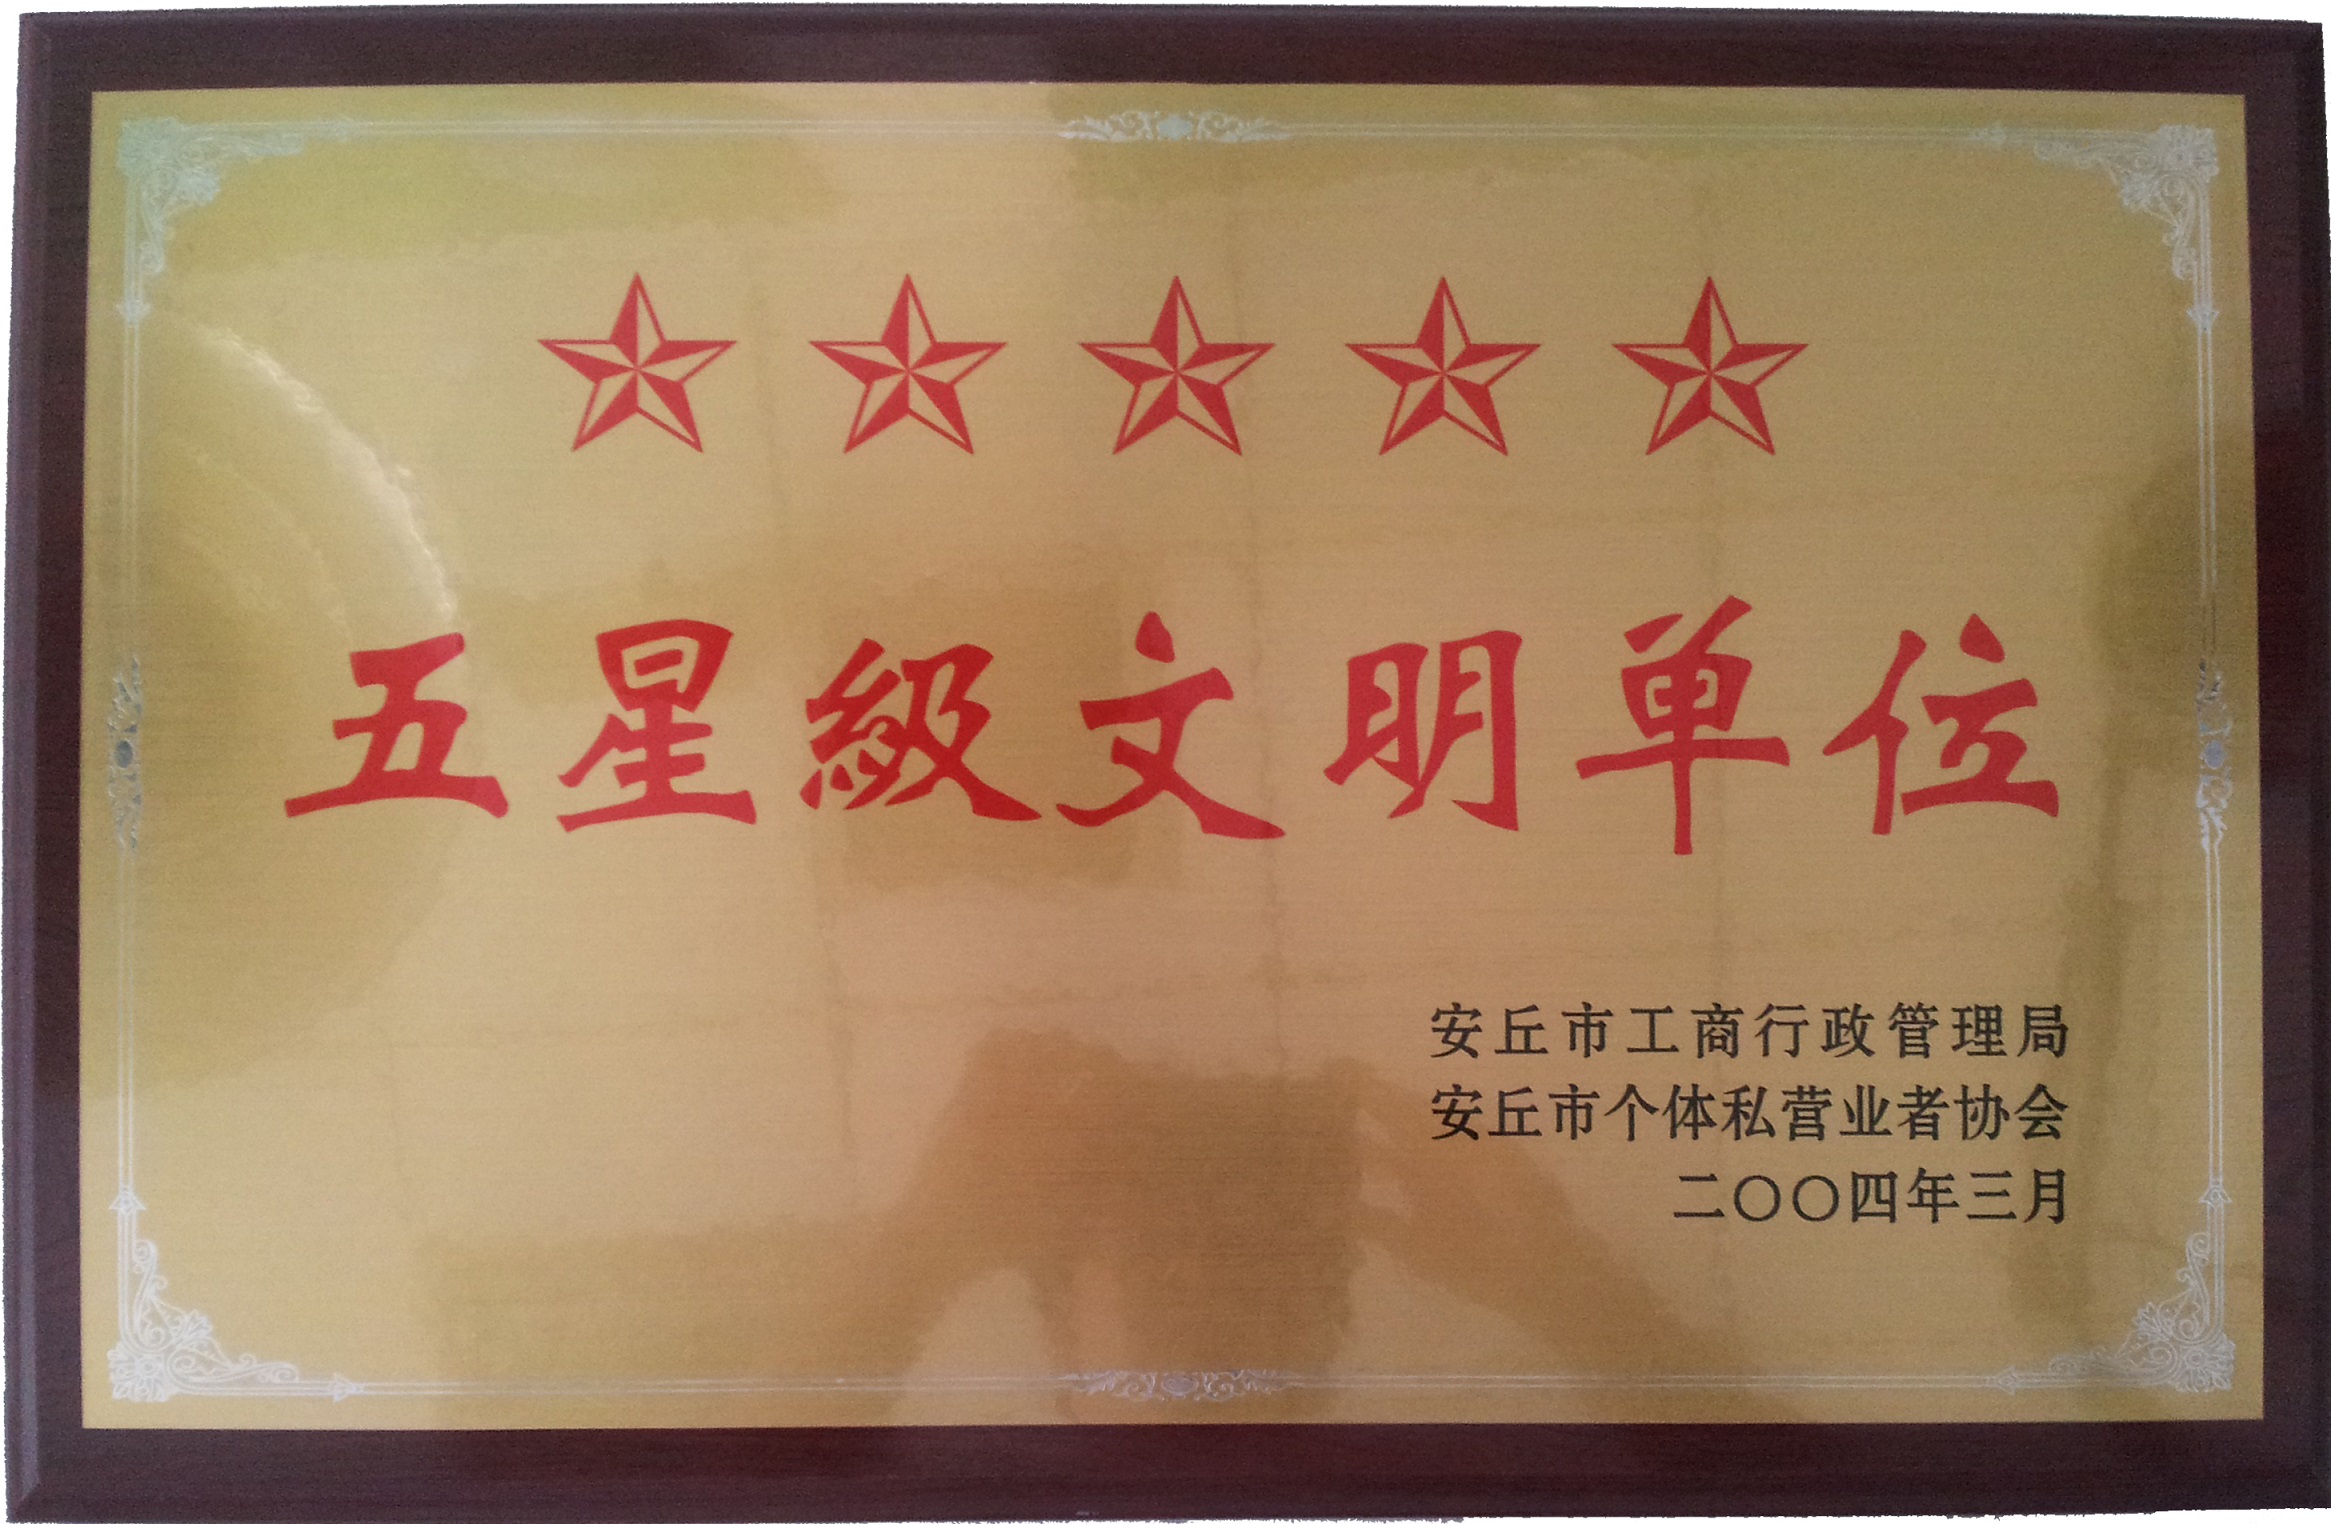 五星級文明单位
安丘市工商行政管理局
安丘市个体私营业者协会
二〇〇四年三月